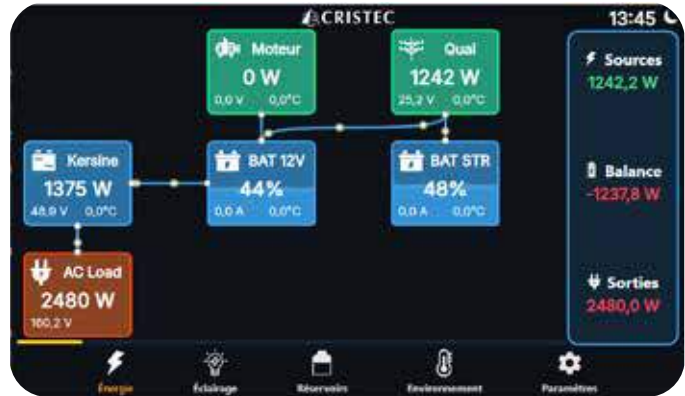 CRISTEC
13:45
Moteur
0 W
0,0 V 0,0°C
Quai
1242 W
25,2 V 0,0°C
Sources
1242,2 W
Kersine
1375 W
48,9 V 0,0°C
BAT 12V
44%
0,0 A 0,0°C
BAT STR
48%
0,0 A 0,0°C
Balance
-1237,8 W
AC Load
2480 W
160,2 V
Sorties
2480,0 W
Énergie
Éclairage
Réservoirs
Environnement
Paramètres